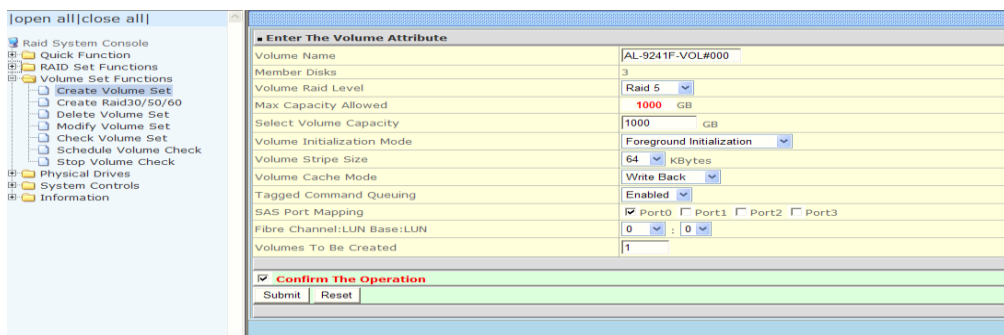 |open all|close all|
Raid System Console
Quick Function
RAID Set Functions
Volume Set Functions
Create Volume Set
Create Raid30/50/60
Delete Volume Set
Modify Volume Set
Check Volume Set
Schedule Volume Check
Stop Volume Check
Physical Drives
System Controls
Information
Enter The Volume Attribute
Volume Name AL-9241F-VOL#000
Member Disks 3
Volume Raid Level Raid 5
Max Capacity Allowed 1000 GB
Select Volume Capacity 1000 GB
Volume Initialization Mode Foreground Initialization
Volume Stripe Size 64 KBytes
Volume Cache Mode Write Back
Tagged Command Queuing Enabled
SAS Port Mapping Port0 Port1 Port2 Port3
Fibre Channel:LUN Base:LUN 0 : 0
Volumes To Be Created 1
Confirm The Operation
Submit Reset